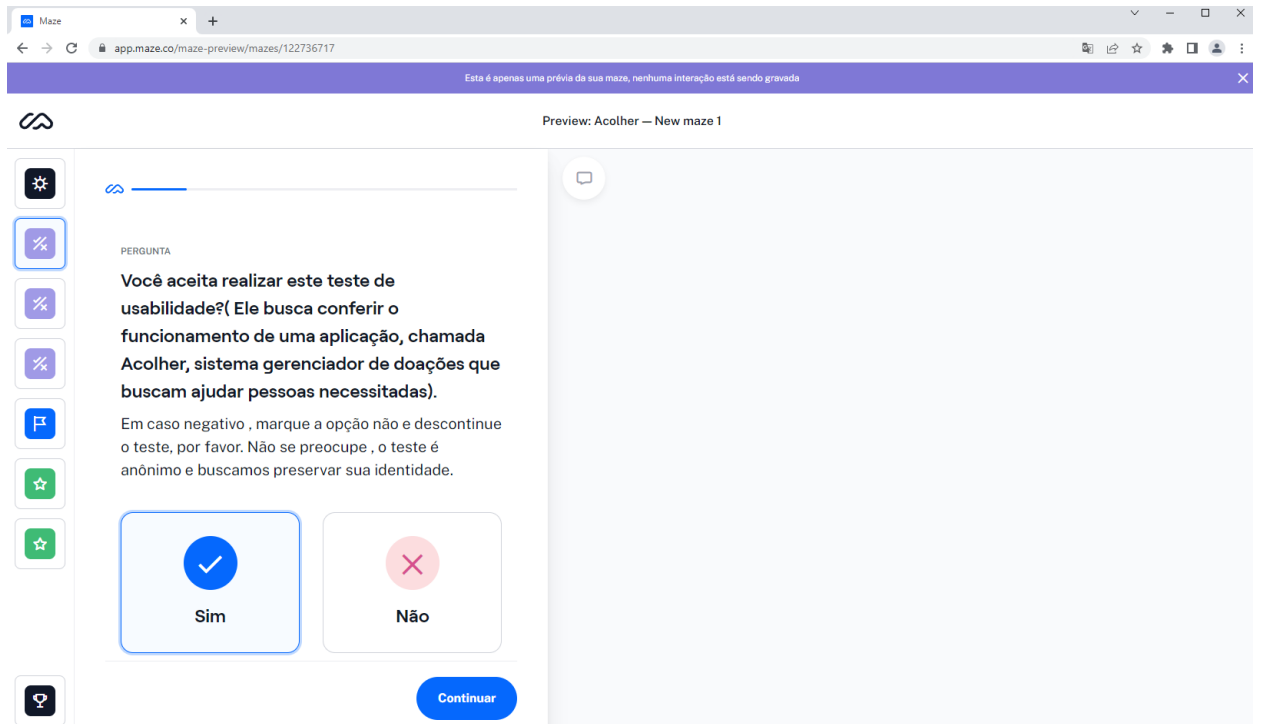 Maze
app.maze.co/maze-preview/mazes/122736717
Esta é apenas uma prévia da sua maze, nenhuma interação está sendo gravada
Preview: Acolher — New maze 1
PERGUNTA
Você aceita realizar este teste de
usabilidade?( Ele busca conferir o
funcionamento de uma aplicação, chamada
Acolher, sistema gerenciador de doações que
buscam ajudar pessoas necessitadas).
Em caso negativo , marque a opção não e descontinue
o teste, por favor. Não se preocupe , o teste é
anônimo e buscamos preservar sua identidade.
Sim
Não
Continuar